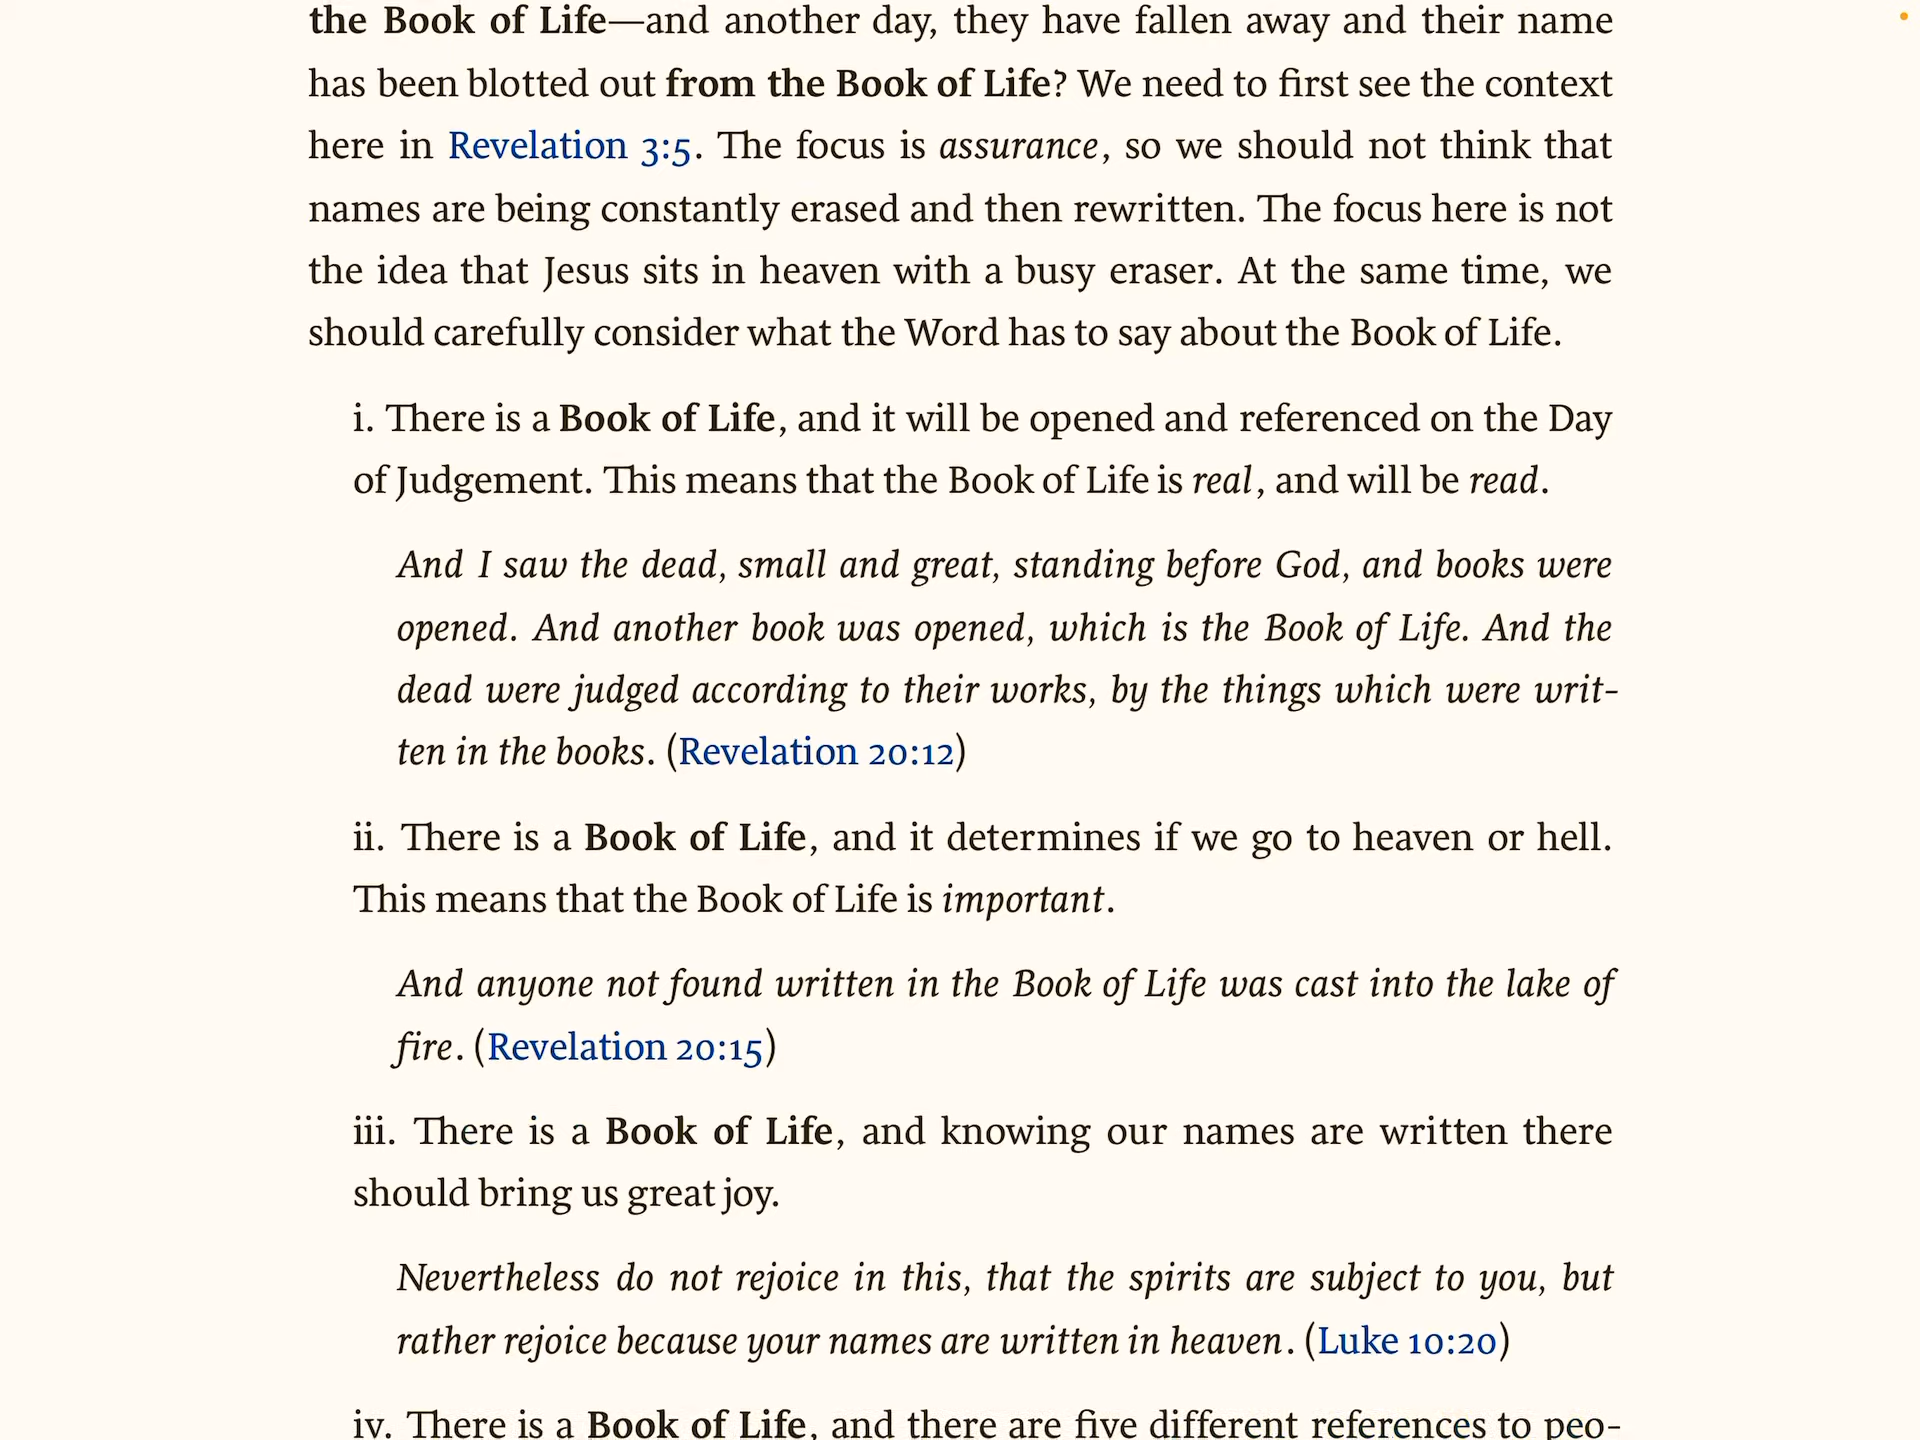 the Book of Life—and another day, they have fallen away and their name
has been blotted out from the Book of Life? We need to first see the context
here in Revelation 3:5. The focus is assurance, so we should not think that
names are being constantly erased and then rewritten. The focus here is not
the idea that Jesus sits in heaven with a busy eraser. At the same time, we
should carefully consider what the Word has to say about the Book of Life.
i. There is a Book of Life, and it will be opened and referenced on the Day
of Judgement. This means that the Book of Life is real, and will be read.
And I saw the dead, small and great, standing before God, and books were
opened. And another book was opened, which is the Book of Life. And the
dead were judged according to their works, by the things which were writ-
ten in the books. (Revelation 20:12)
ii. There is a Book of Life, and it determines if we go to heaven or hell.
This means that the Book of Life is important.
And anyone not found written in the Book of Life was cast into the lake of
fire. (Revelation 20:15)
iii. There is a Book of Life, and knowing our names are written there
should bring us great joy.
Nevertheless do not rejoice in this, that the spirits are subject to you, but
rather rejoice because your names are written in heaven. (Luke 10:20)
iv. There is a Book of Life, and there are five different references to peo-